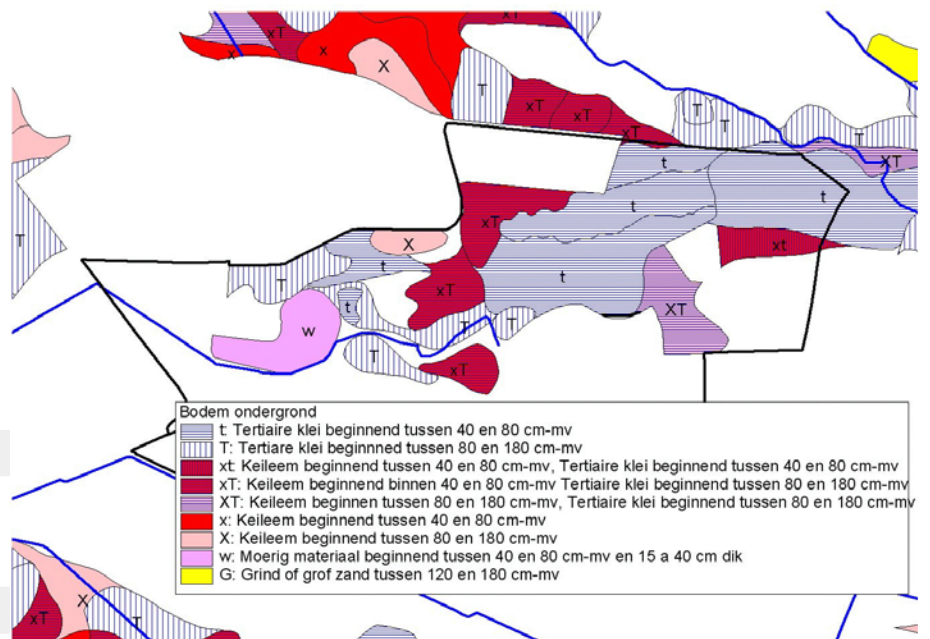 xT
xT
x
x
X
T
xT
xT
xT
T
T
T
XT
t
t
t
xT
xt
X
t
T
xT
t
XT
T
t
w
T
T
T
xT
Bodem ondergrond
t: Tertiaire klei beginnend tussen 40 en 80 cm-mv
T: Tertiare klei beginnned tussen 80 en 180 cm-mv
xt: Keileem beginnend tussen 40 en 80 cm-mv, Tertiaire klei beginnend tussen 40 en 80 cm-mv
xT: Keileem beginnend binnen 40 en 80 cm-mv Tertiaire klei beginnend tussen 80 en 180 cm-mv
XT: Keileem beginnen tussen 80 en 180 cm-mv, Tertiaire klei beginnend tussen 80 en 180 cm-mv
x: Keileem beginnend tussen 40 en 80 cm-mv
X: Keileem beginnend tussen 80 en 180 cm-mv
w: Moerig materiaal beginnend tussen 40 en 80 cm-mv en 15 a 40 cm dik
G: Grind of grof zand tussen 120 en 180 cm-mv
X
xT
T